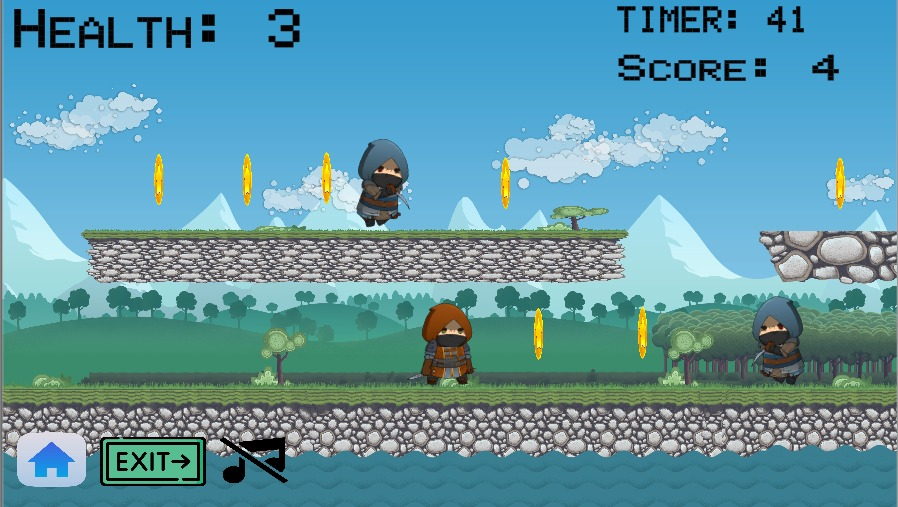 Health: 3
TIMER: 41
Score: 4
EXIT→